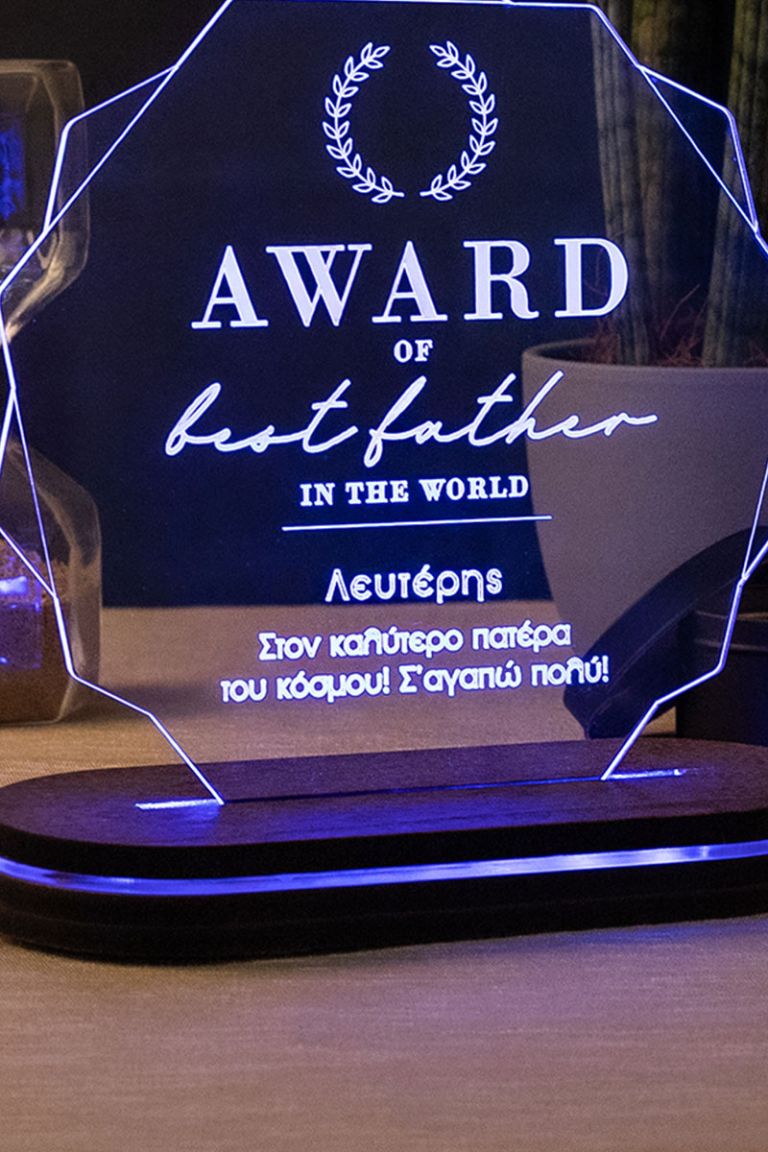 AWARD
OF
best father
IN THE WORLD
Λευτέρης
Στον καλύτερο πατέρα
του κόσμου! Σ'αγαπώ πολύ!